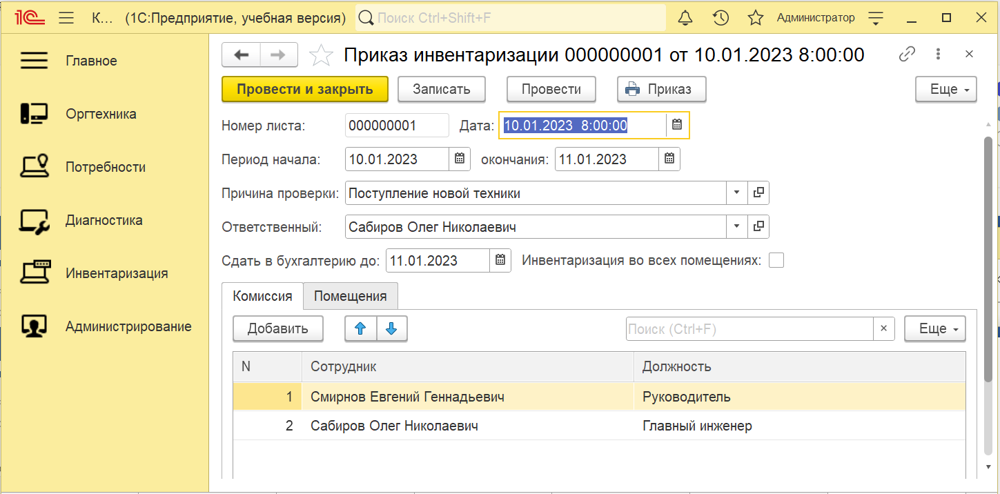 1С К... (1С:Предприятие, учебная версия) Поиск Ctrl+Shift+F Администратор
Главное
Оргтехника
Потребности
Диагностика
Инвентаризация
Администрирование
Приказ инвентаризации 000000001 от 10.01.2023 8:00:00
Провести и закрыть Записать Провести Приказ Еще
Номер листа: 000000001 Дата: 10.01.2023 8:00:00
Период начала: 10.01.2023 окончания: 11.01.2023
Причина проверки: Поступление новой техники
Ответственный: Сабиров Олег Николаевич
Сдать в бухгалтерию до: 11.01.2023 Инвентаризация во всех помещениях:
Комиссия Помещения
Добавить Поиск (Ctrl+F) × Еще
N Сотрудник Должность
1 Смирнов Евгений Геннадьевич Руководитель
2 Сабиров Олег Николаевич Главный инженер